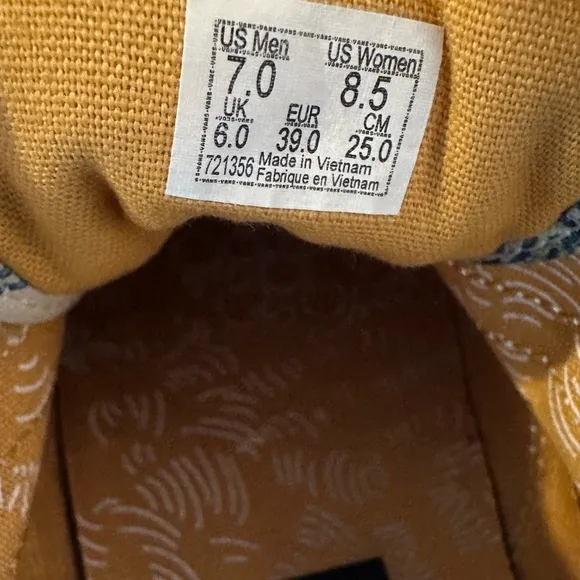 US Men US Women
7.0 8.5
UK EUR CM
6.0 39.0 25.0
721356 Made in Vietnam
Fabrique en Vietnam